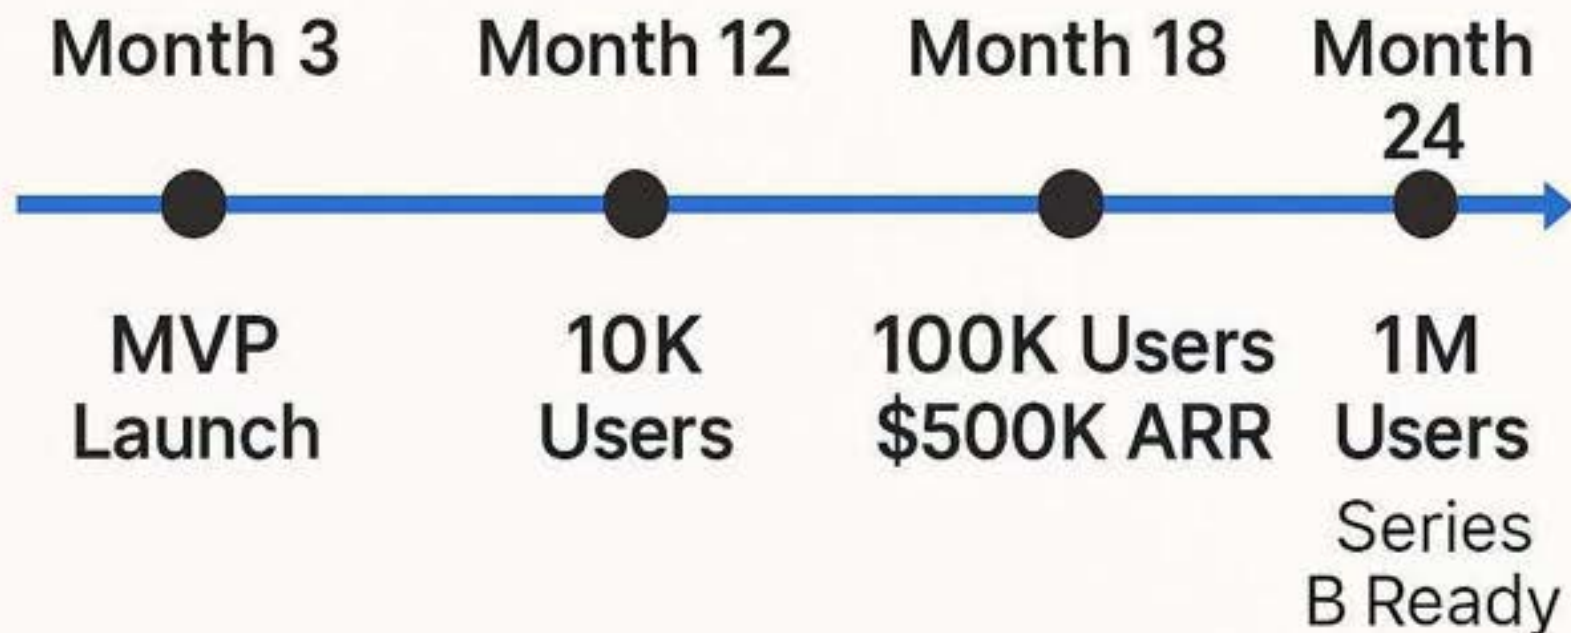 Month 3
Month 12
Month 18
Month
24
MVP
Launch
10K
Users
100K Users
$500K ARR
1M
Users
Series
B Ready